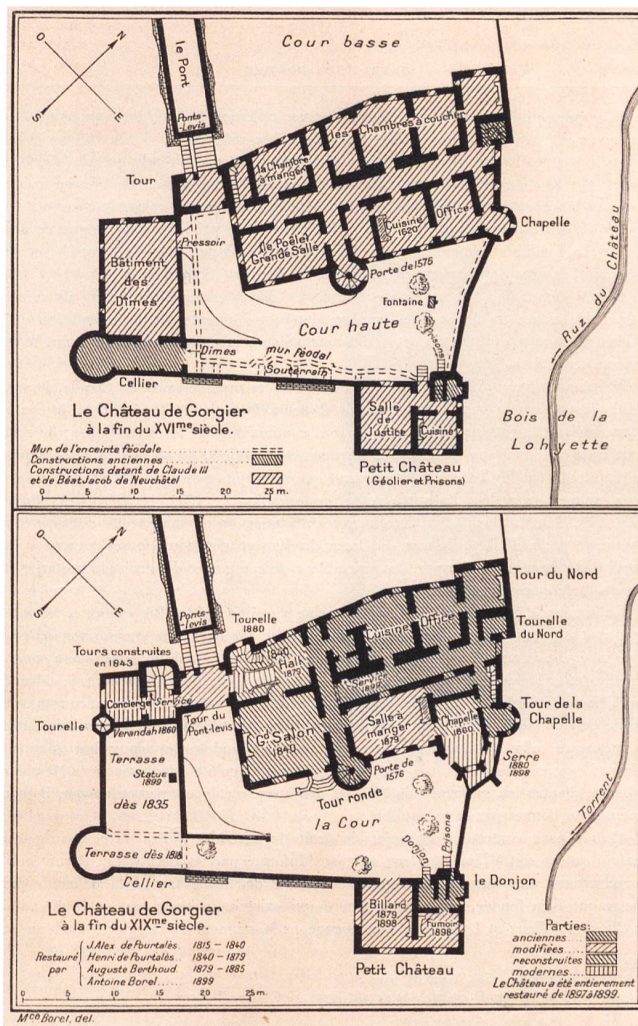 O
N
S
E
le Pont
Ponts-
-Levis
Cour basse
Tour
la Chambre
à manger
les Chambres à coucher
Pressoir
le Poële
Grande Salle
Cuisine
1620
Office
Chapelle
Bâtiment
des
Dîmes
Porte de 1576
Fontaine
Cour haute
Prisons
Ruz du Château
Dîmes
mur féodal
Souterrain
Cellier
Salle
de
Justice
Cuisine
Bois de la
Lohyette
Le Château de Gorgier
à la fin du XVIme siècle.
Petit Château
(Géôlier et Prisons)
Mur de l'enceinte féodale
Constructions anciennes
Constructions datant de Claude III
et de Béat Jacob de Neuchâtel
0 5 10 15 20 25 m.
O
N
S
E
Ponts-
-levis
Tourelle
1880
Tour du Nord
Tours construites
en 1843
1840
Hall
1879
Cuisine
Office
Tourelle
du Nord
Service
1898
Concierge
Service
Tour de la
Chapelle
Tourelle
Verandah 1860
Tour du
Pont-levis
Gd Salon
1840
Salle à
manger
1879
Chapelle
1860
Terrasse
Statue
1899
dès 1835
Porte de
1576
Serre
1880
1898
Tour ronde
la Cour
Torrent
Terrasse dès 1818
Donjon
Prisons
Cellier
le Donjon
Billard
1879
1898
Fumoir
1898
Le Château de Gorgier
à la fin du XIXme siècle.
Petit Château
Restauré
par
J. Alex de Pourtalès 1815 – 1840
Henri de Pourtalès 1840 – 1879
Auguste Berthoud 1879 – 1885
Antoine Borel 1899
Parties:
anciennes
modifiées
reconstruites
modernes
Le Château a été entierement
restauré de 1897 à 1899.
0 5 10 15 20 25 m.
Mce Borel, del.